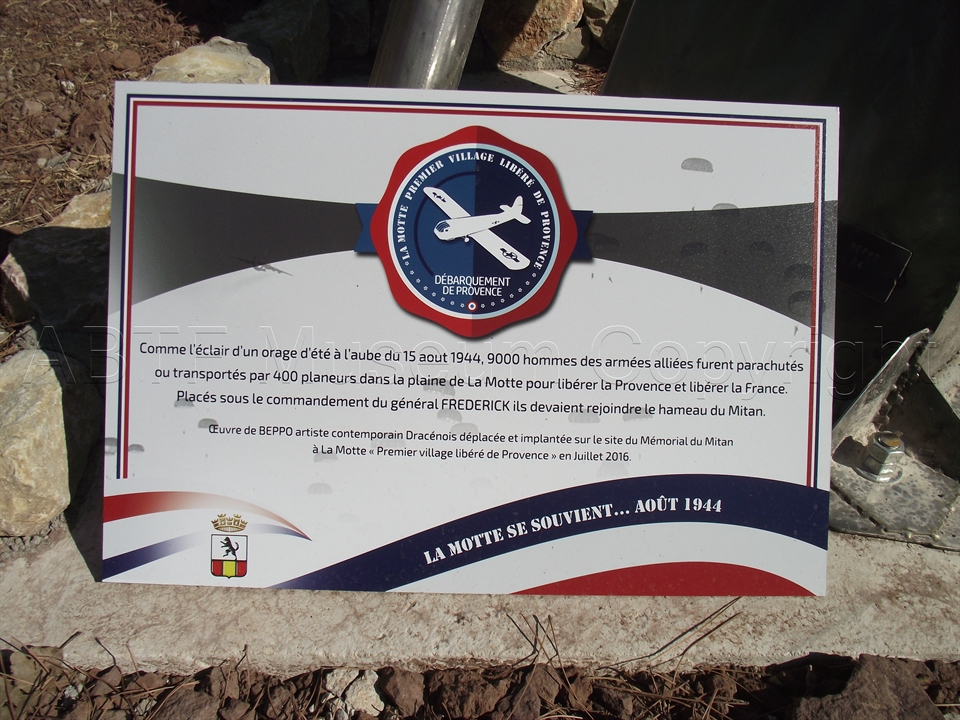 LA MOTTE PREMIER VILLAGE LIBÉRÉ DE PROVENCE
DÉBARQUEMENT
DE PROVENCE
Comme l'éclair d'un orage d'été à l'aube du 15 aout 1944, 9000 hommes des armées alliées furent parachutés
ou transportés par 400 planeurs dans la plaine de La Motte pour libérer la Provence et libérer la France.
Placés sous le commandement du général FREDERICK ils devaient rejoindre le hameau du Mitan.
Œuvre de BEPPO artiste contemporain Dracénois déplacée et implantée sur le site du Mémorial du Mitan
à La Motte « Premier village libéré de Provence » en Juillet 2016.
LA MOTTE SE SOUVIENT... AOÛT 1944
Museum Copyright